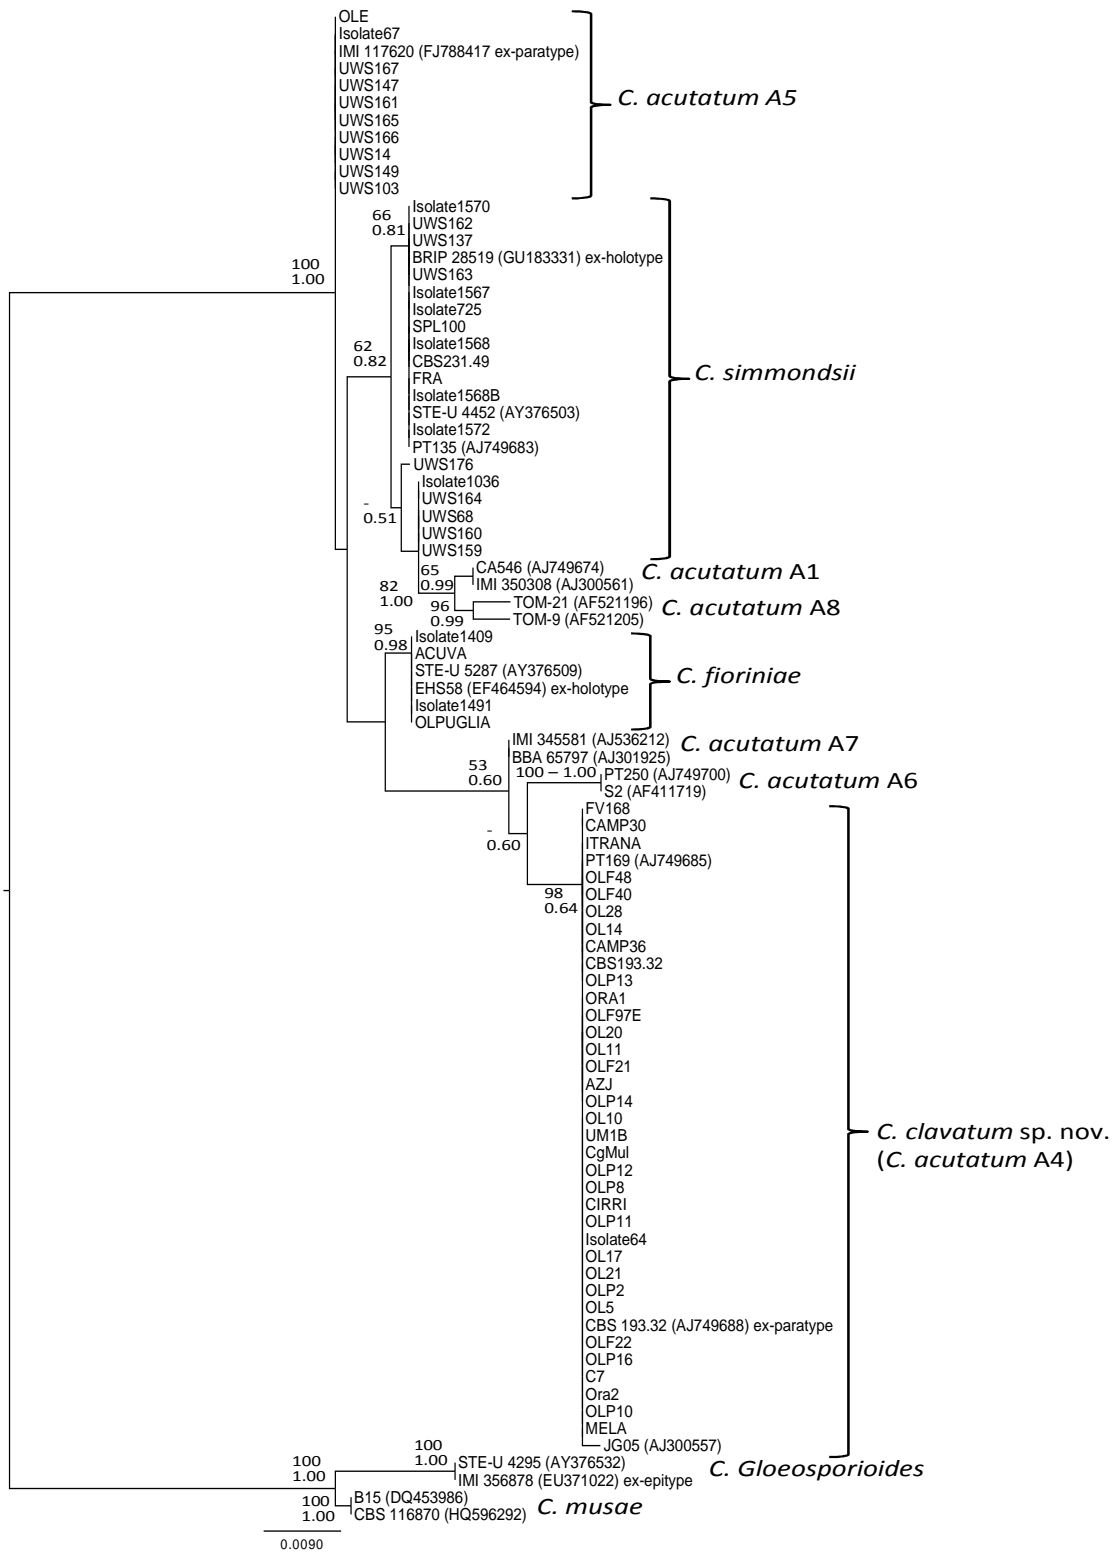 OLE
Isolate67
IMI 117620 (FJ788417 ex-paratype)
UWS167
UWS147
C. acutatum A5
UWS161
UWS165
UWS166
UWS14
UWS149
UWS103
Isolate1570
66
0.81
UWS162
UWS137
BRIP 28519 (GU183331) ex-holotype
100
1.00
UWS163
Isolate1567
Isolate725
SPL100
62
0.82
Isolate1568
CBS231.49
C. simmondsii
FRA
Isolate1568B
STE-U 4452 (AY376503)
Isolate1572
PT135 (AJ749683)
UWS176
Isolate1036
-
0.51
UWS164
UWS68
UWS160
UWS159
65
0.99
CA546 (AJ749674)
C. acutatum A1
82
1.00
IMI 350308 (AJ300561)
96
0.99
TOM-21 (AF521196)
C. acutatum A8
TOM-9 (AF521205)
95
0.98
Isolate1409
ACUVA
STE-U 5287 (AY376509)
C. fioriniae
EHS58 (EF464594) ex-holotype
Isolate1491
OLPUGLIA
IMI 345581 (AJ536212)
C. acutatum A7
53
0.60
BBA 65797 (AJ301925)
100 – 1.00
PT250 (AJ749700)
C. acutatum A6
S2 (AF411719)
FV168
CAMP30
-
0.60
ITRANA
PT169 (AJ749685)
OLF48
98
0.64
OLF40
OL28
OL14
CAMP36
CBS193.32
OLP13
ORA1
OLF97E
OL20
OL11
OLF21
AZJ
OLP14
OL10
UM1B
C. clavatum sp. nov.
(C. acutatum A4)
CgMul
OLP12
OLP8
CIRRI
OLP11
Isolate64
OL17
OL21
OLP2
OL5
CBS 193.32 (AJ749688) ex-paratype
OLF22
OLP16
C7
Ora2
OLP10
MELA
JG05 (AJ300557)
100
1.00
STE-U 4295 (AY376532)
C. Gloeosporioides
100
1.00
IMI 356878 (EU371022) ex-epitype
100
1.00
B15 (DQ453986)
C. musae
CBS 116870 (HQ596292)
0.0090